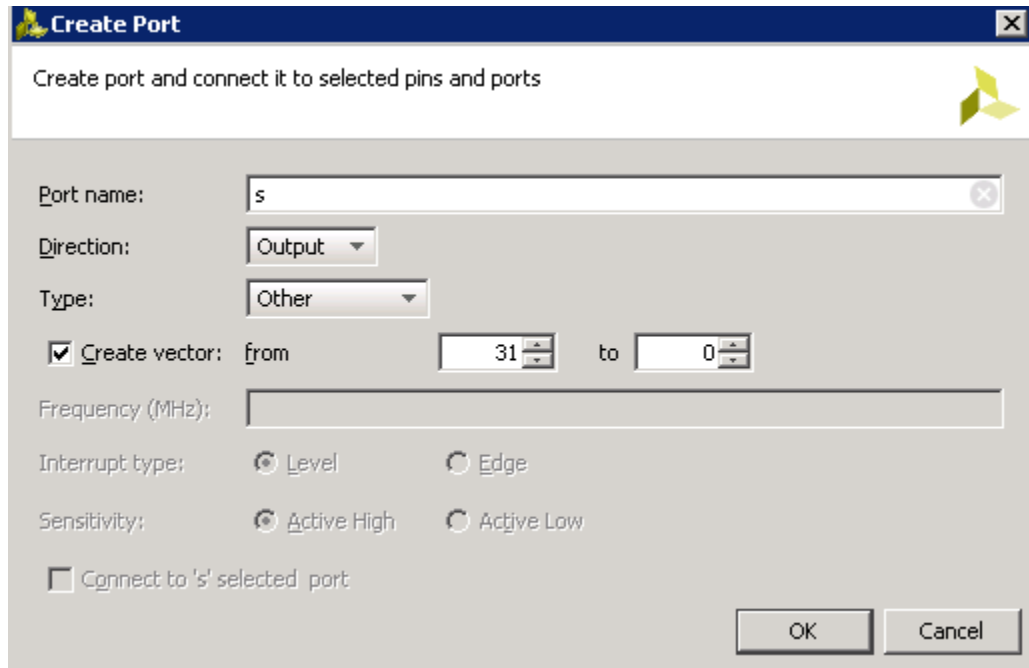 Create Port
Create port and connect it to selected pins and ports
Port name: s
Direction: Output
Type: Other
Create vector: from 31 to 0
Frequency (MHz):
Interrupt type: Level Edge
Sensitivity: Active High Active Low
Connect to 's' selected port
OK Cancel